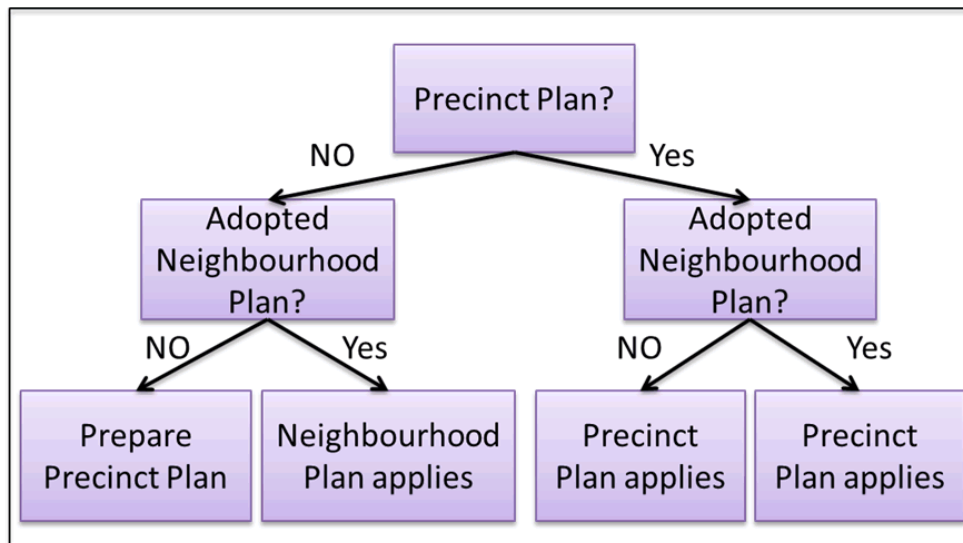 Precinct Plan?
NO
Yes
Adopted
Neighbourhood
Plan?
Adopted
Neighbourhood
Plan?
NO
Yes
NO
Yes
Prepare
Precinct Plan
Neighbourhood
Plan applies
Precinct
Plan applies
Precinct
Plan applies